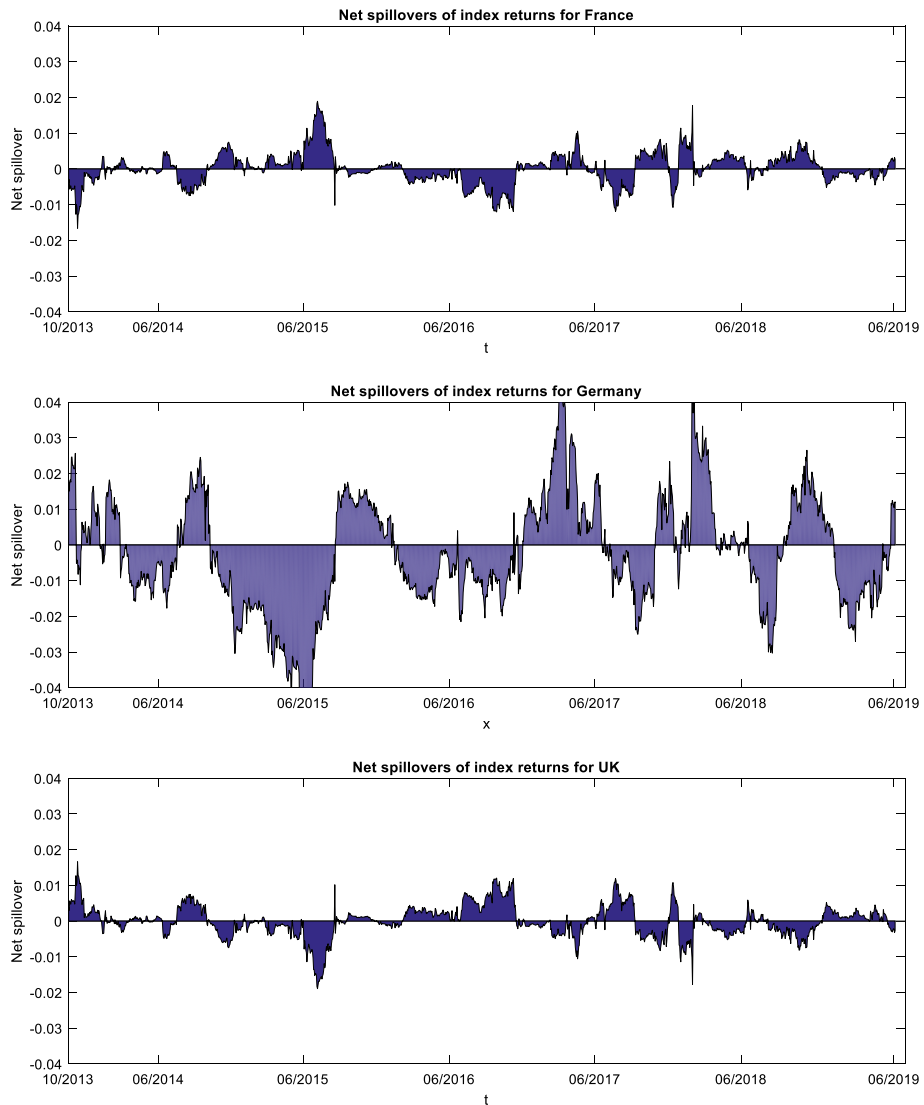 Net spillovers of index returns for France
0.04
0.03
0.02
0.01
0
-0.01
-0.02
-0.03
-0.04
Net spillover
10/2013 06/2014 06/2015 06/2016 06/2017 06/2018 06/2019
t
Net spillovers of index returns for Germany
0.04
0.03
0.02
0.01
0
-0.01
-0.02
-0.03
-0.04
Net spillover
10/2013 06/2014 06/2015 06/2016 06/2017 06/2018 06/2019
x
Net spillovers of index returns for UK
0.04
0.03
0.02
0.01
0
-0.01
-0.02
-0.03
-0.04
Net spillover
10/2013 06/2014 06/2015 06/2016 06/2017 06/2018 06/2019
t